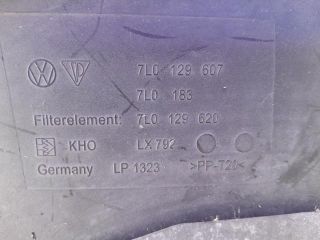 7L0 129 607
7L0 183
Filterelement: 7L0 129 620
KHO LX 792
Germany LP 1323 >PP-T20<